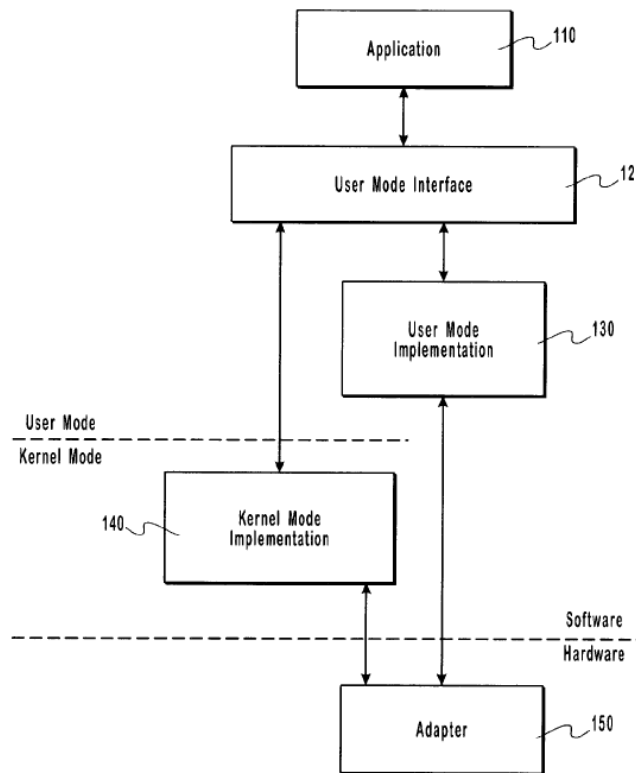 Application
110
User Mode Interface
12
User Mode
Implementation
130
User Mode
Kernel Mode
140
Kernel Mode
Implementation
Software
Hardware
Adapter
150